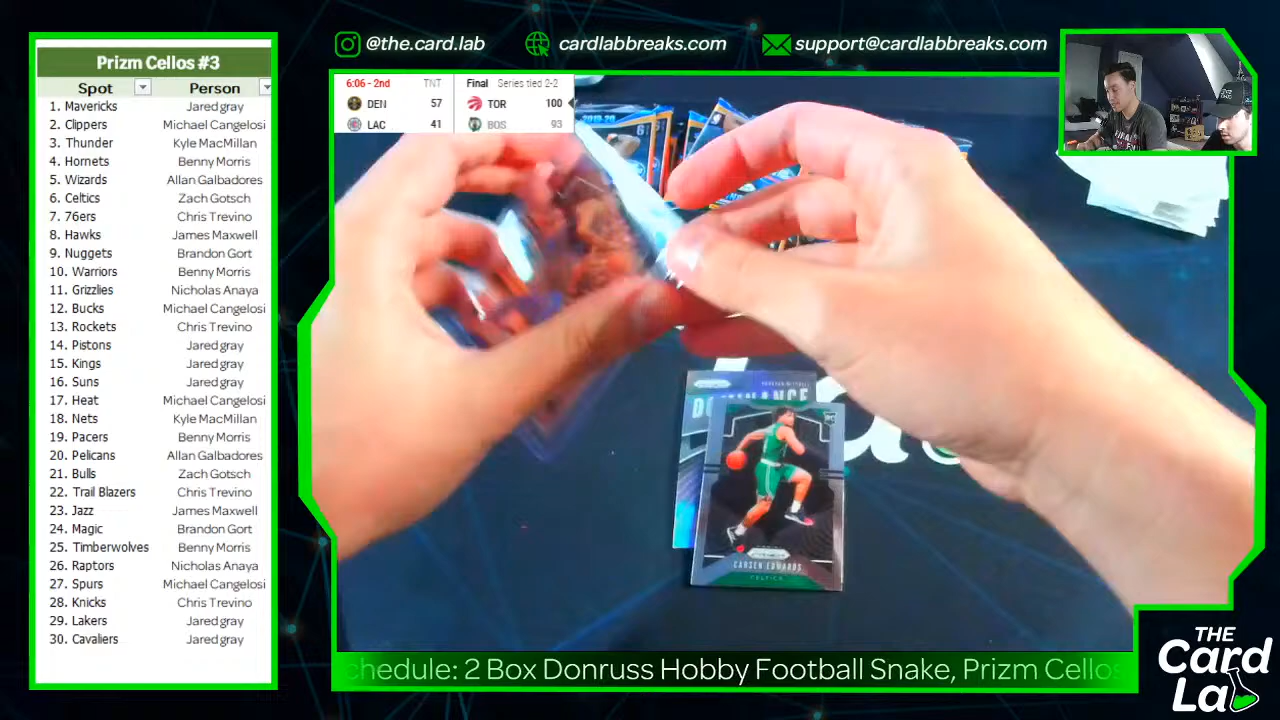 @the.card.lab
cardlabbreaks.com
support@cardlabbreaks.com
Prizm Cellos #3
Spot Person
1. Mavericks Jared gray
2. Clippers Michael Cangelosi
3. Thunder Kyle MacMillan
4. Hornets Benny Morris
5. Wizards Allan Galbadores
6. Celtics Zach Gotsch
7. 76ers Chris Trevino
8. Hawks James Maxwell
9. Nuggets Brandon Gort
10. Warriors Benny Morris
11. Grizzlies Nicholas Anaya
12. Bucks Michael Cangelosi
13. Rockets Chris Trevino
14. Pistons Jared gray
15. Kings Jared gray
16. Suns Jared gray
17. Heat Michael Cangelosi
18. Nets Kyle MacMillan
19. Pacers Benny Morris
20. Pelicans Allan Galbadores
21. Bulls Zach Gotsch
22. Trail Blazers Chris Trevino
23. Jazz James Maxwell
24. Magic Brandon Gort
25. Timberwolves Benny Morris
26. Raptors Nicholas Anaya
27. Spurs Michael Cangelosi
28. Knicks Chris Trevino
29. Lakers Jared gray
30. Cavaliers Jared gray
6:06 - 2nd TNT
DEN 57
LAC 41
Final Series tied 2-2
TOR 100
BOS 93
2019-20
CARSEN EDWARDS
CELTICS
chedule: 2 Box Donruss Hobby Football Snake, Prizm Cellos
THE
Card
Lab